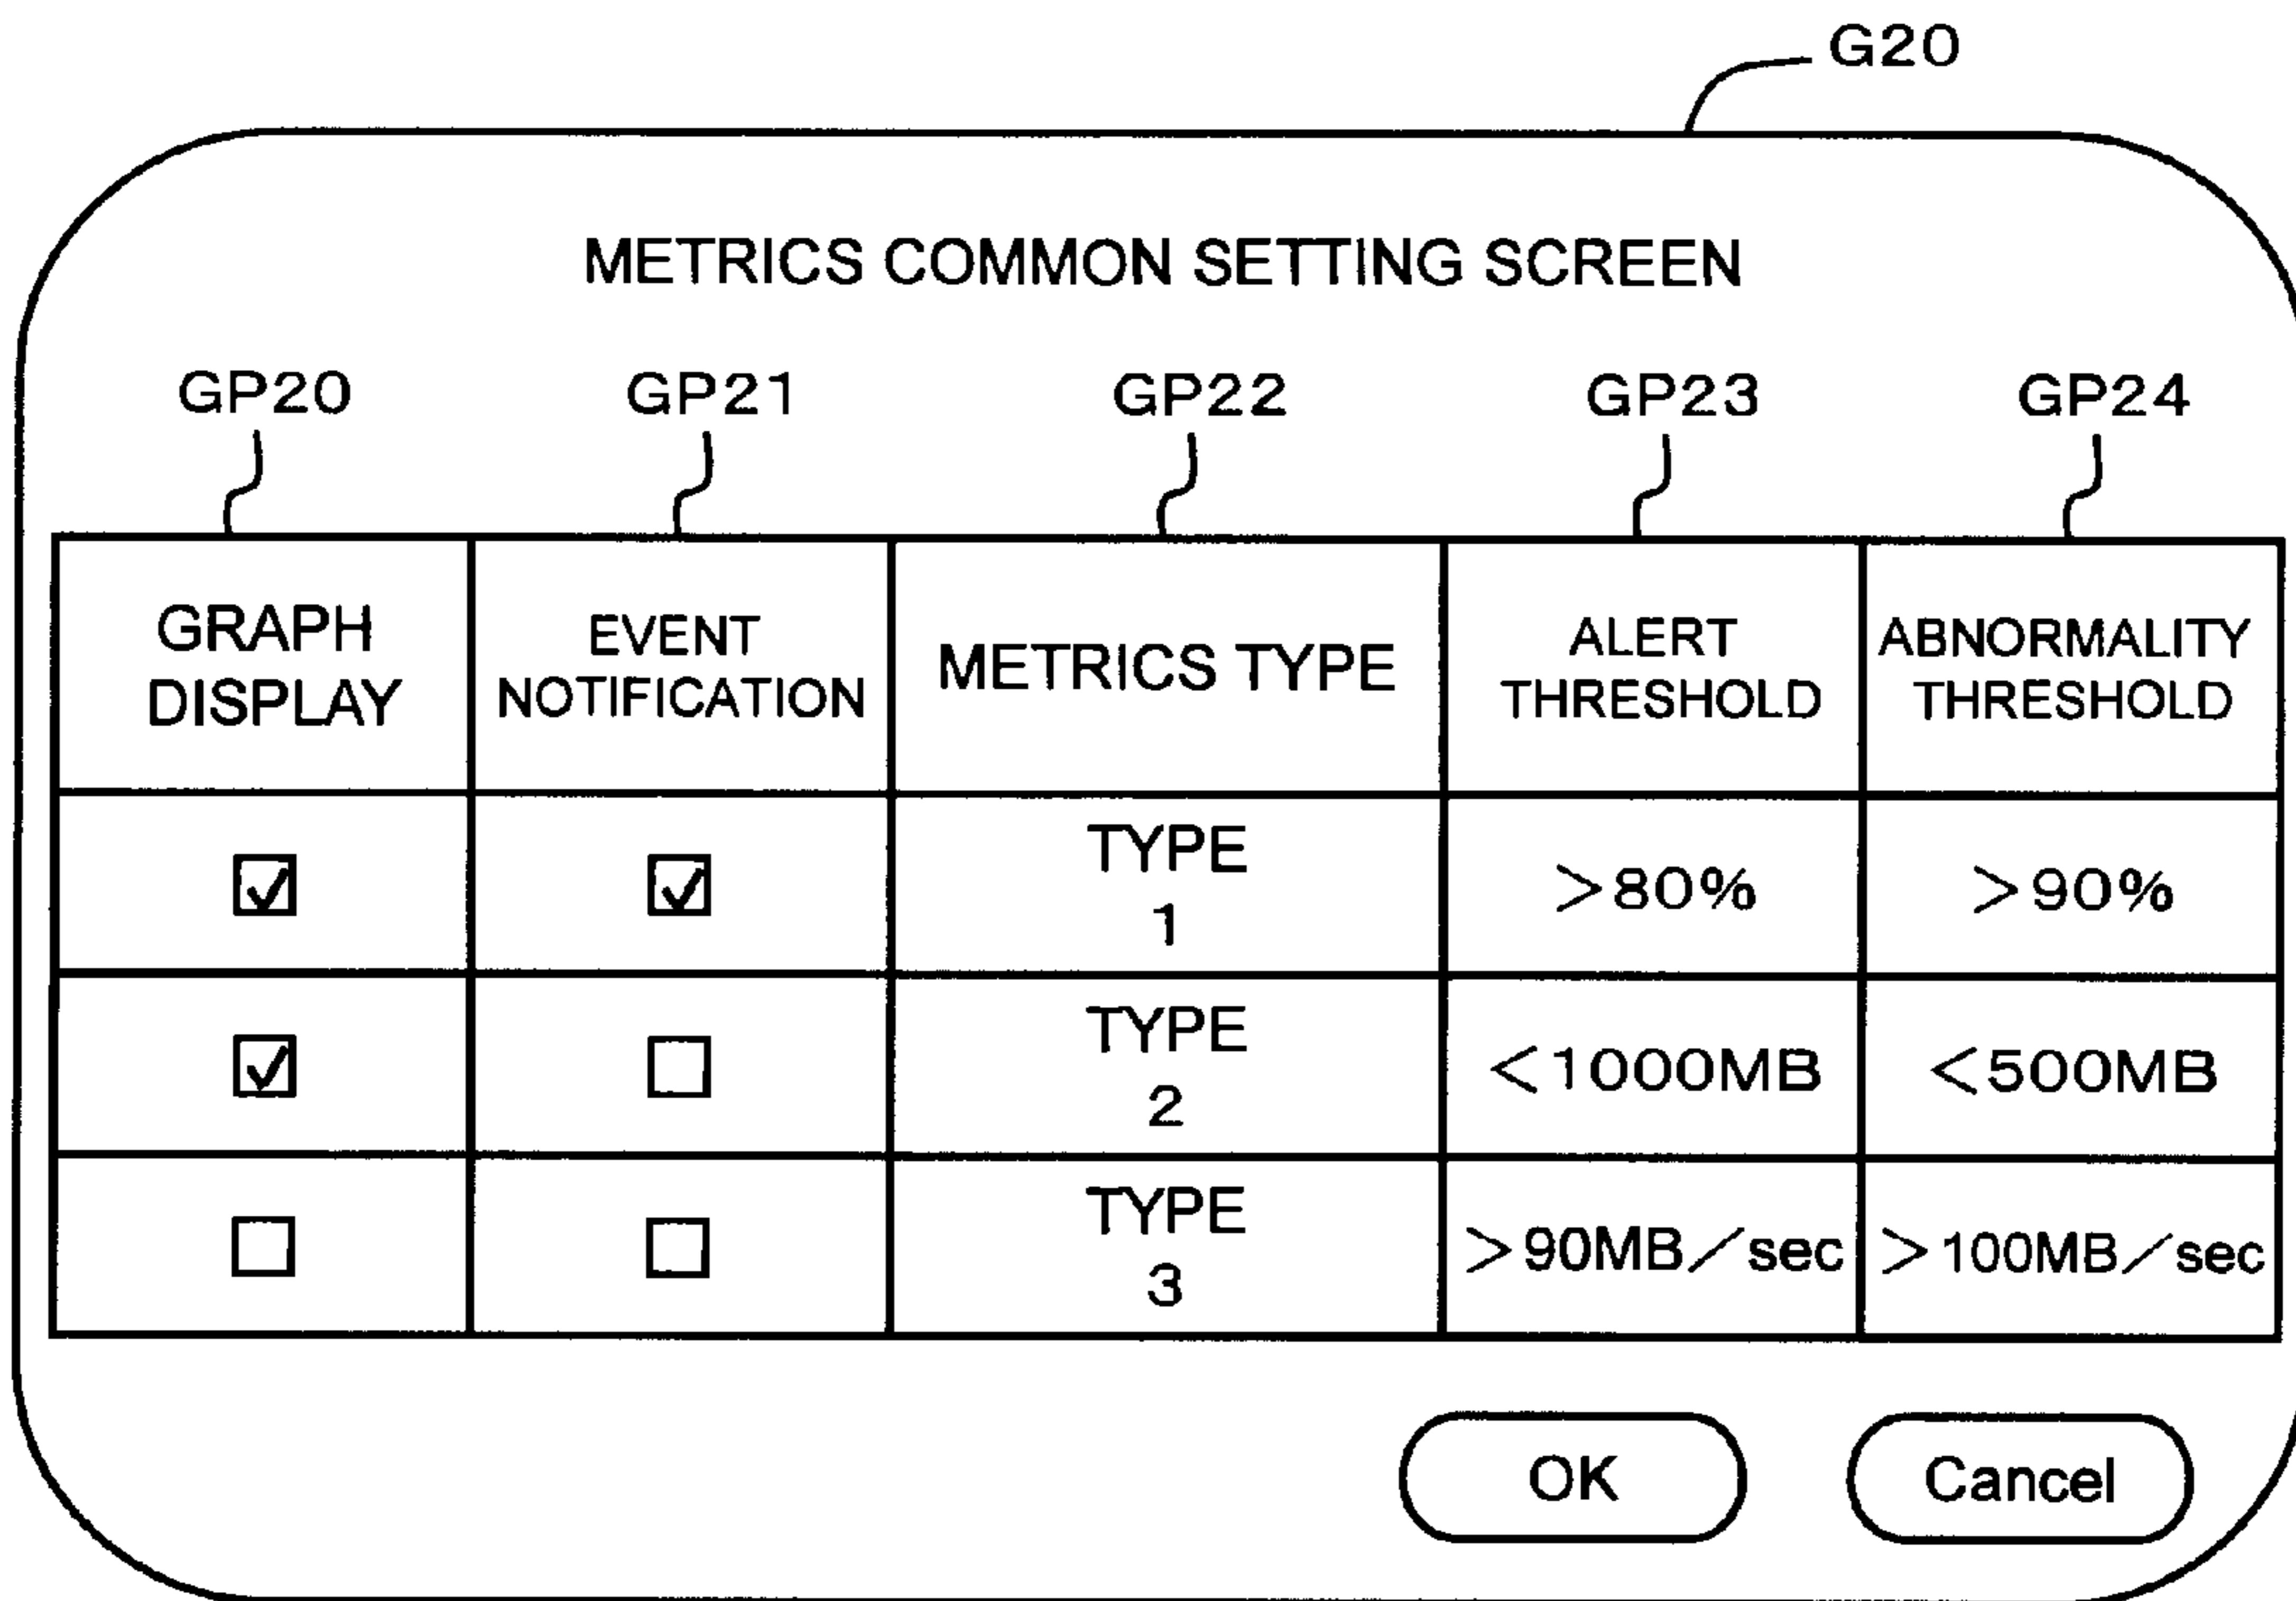 G20
METRICS COMMON SETTING SCREEN
GP20 GP21 GP22 GP23 GP24
GRAPH
DISPLAY
EVENT
NOTIFICATION
METRICS TYPE
ALERT
THRESHOLD
ABNORMALITY
THRESHOLD
TYPE
1
>80%
>90%
TYPE
2
<1000MB
<500MB
TYPE
3
>90MB/sec
>100MB/sec
OK
Cancel